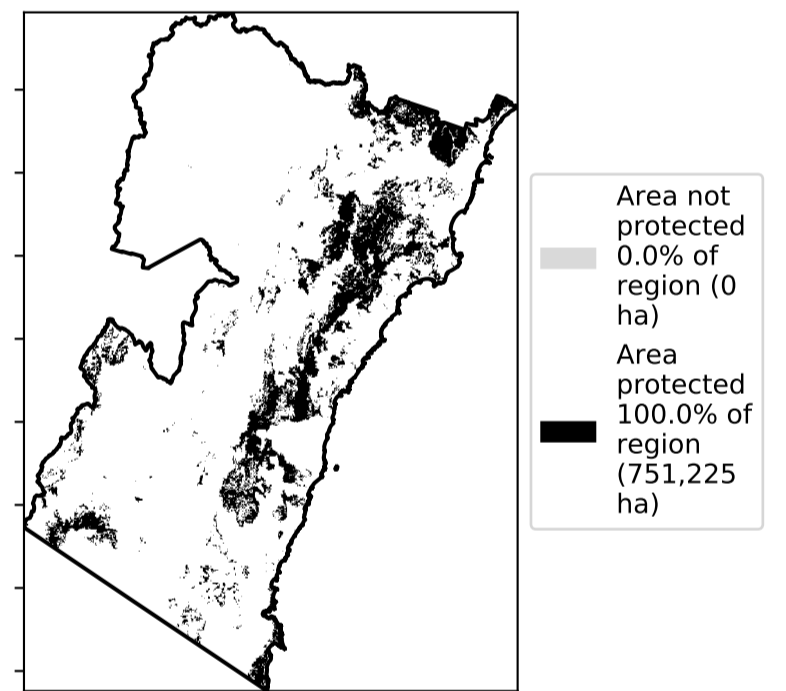 Area not
protected
0.0% of
region (0
ha)
Area
protected
100.0% of
region
(751,225
ha)